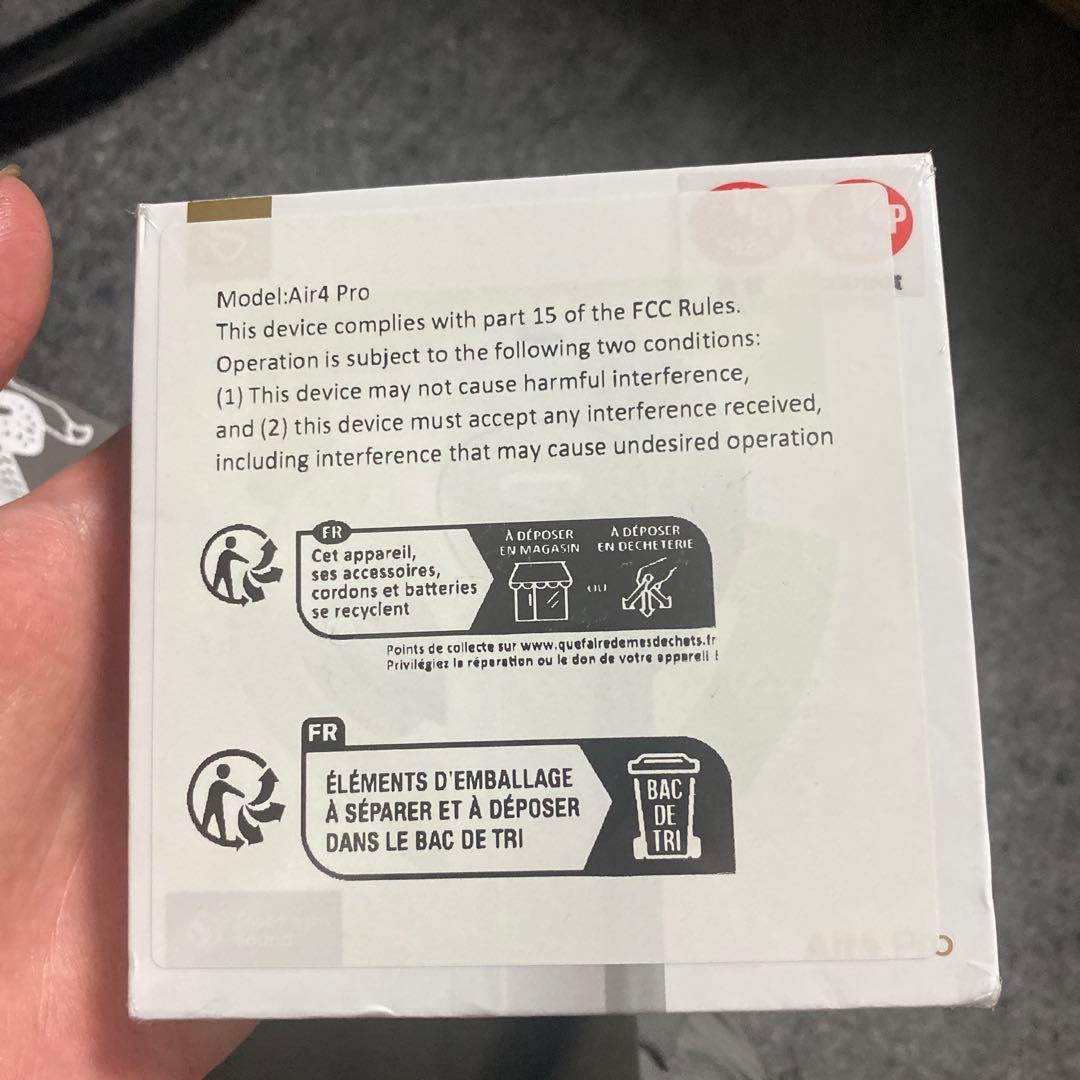 Model:Air4 Pro
This device complies with part 15 of the FCC Rules.
Operation is subject to the following two conditions:
(1) This device may not cause harmful interference,
and (2) this device must accept any interference received,
including interference that may cause undesired operation
FR
Cet appareil,
ses accessoires,
cordons et batteries
se recyclent
À DÉPOSER
EN MAGASIN
OU
À DÉPOSER
EN DECHETERIE
Points de collecte sur www.quefairedemesdechets.fr
Privilégiez la réparation ou le don de votre appareil !
FR
ÉLÉMENTS D'EMBALLAGE
À SÉPARER ET À DÉPOSER
DANS LE BAC DE TRI
BAC
DE
TRI
Air4 Pro